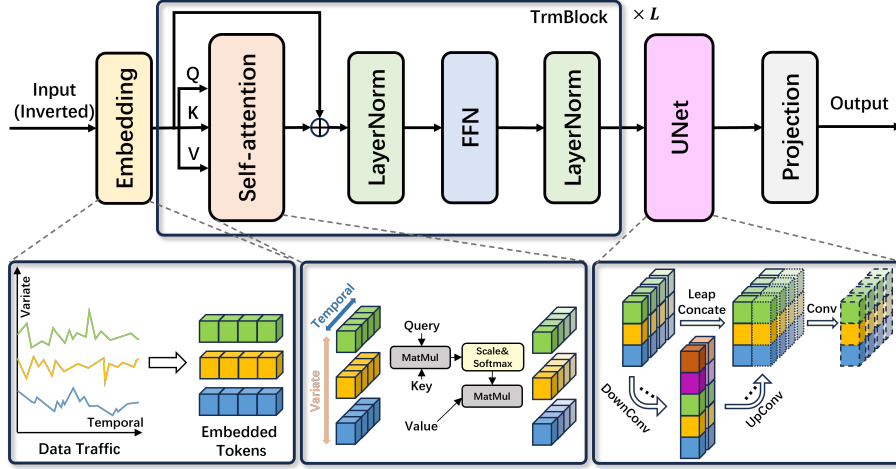 TrmBlock
× L
Input
(Inverted)
Embedding
Q
K
V
Self-attention
LayerNorm
FFN
LayerNorm
UNet
Projection
Output
Variate
Temporal
Data Traffic
Embedded
Tokens
Temporal
Variate
Query
MatMul
Key
Scale&
Softmax
MatMul
Value
Leap
Concate
Conv
DownConv
UpConv